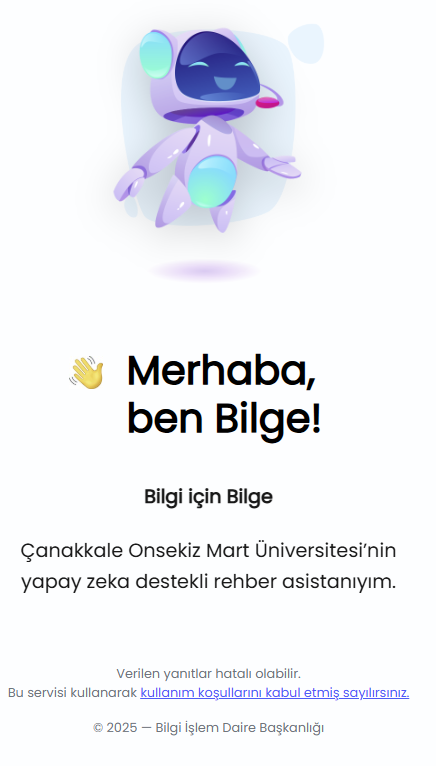 👋 Merhaba,
ben Bilge!
Bilgi için Bilge
Çanakkale Onsekiz Mart Üniversitesi’nin
yapay zeka destekli rehber asistanıyım.
Verilen yanıtlar hatalı olabilir.
Bu servisi kullanarak kullanım koşullarını kabul etmiş sayılırsınız.
© 2025 — Bilgi İşlem Daire Başkanlığı